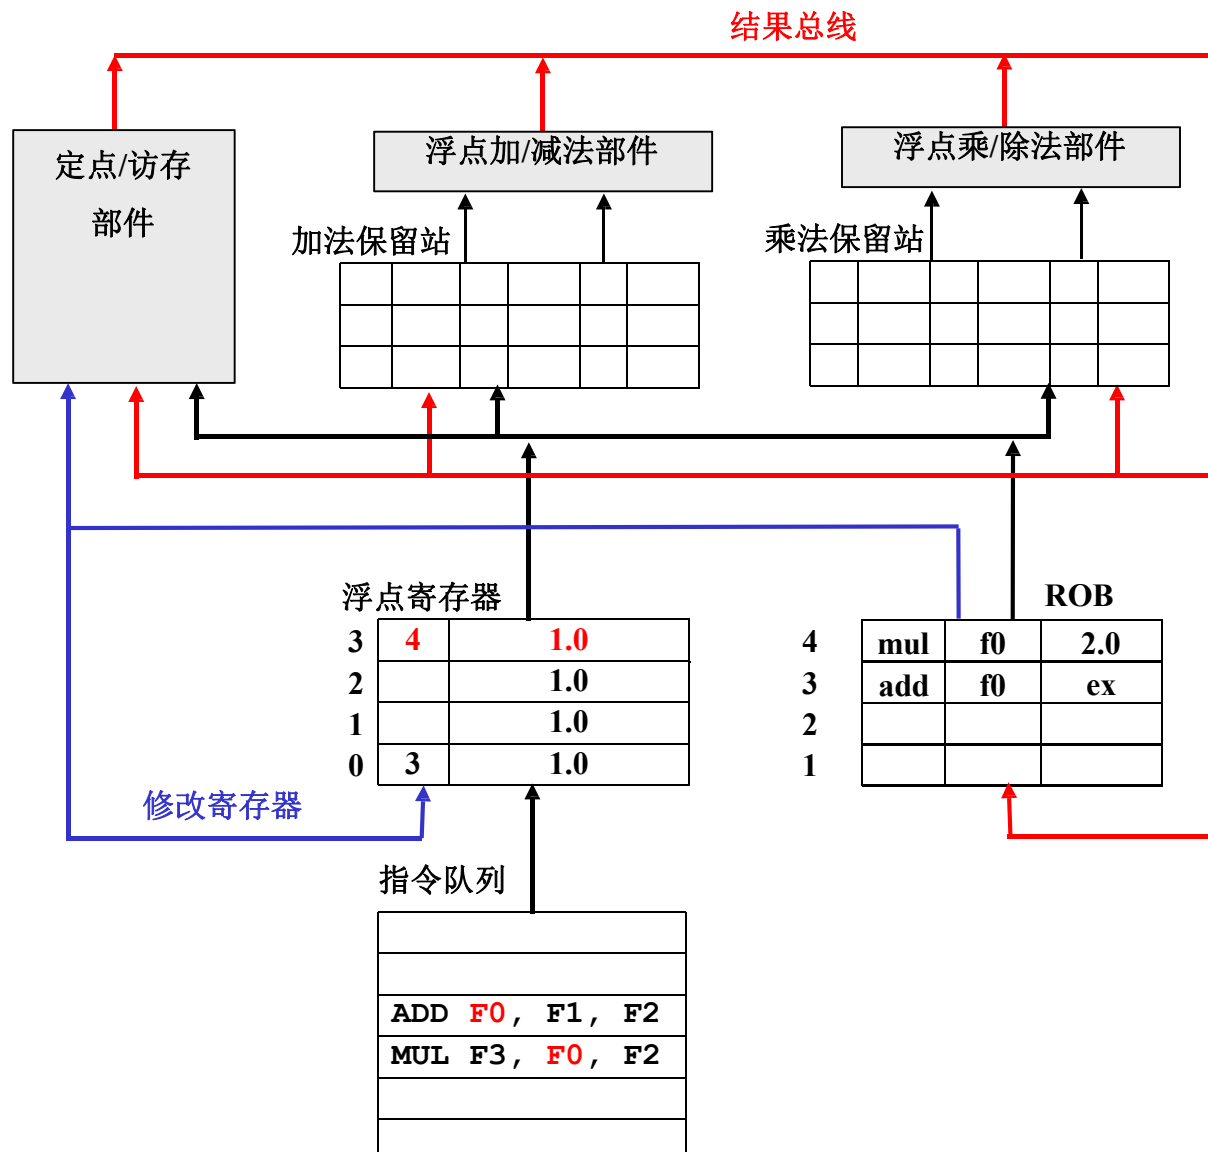 结果总线
定点/访存
部件
浮点加/减法部件
浮点乘/除法部件
加法保留站
乘法保留站
浮点寄存器
ROB
3 4 1.0
2 1.0
1 1.0
0 3 1.0
4 mul f0 2.0
3 add f0 ex
2
1
修改寄存器
指令队列
ADD F0, F1, F2
MUL F3, F0, F2